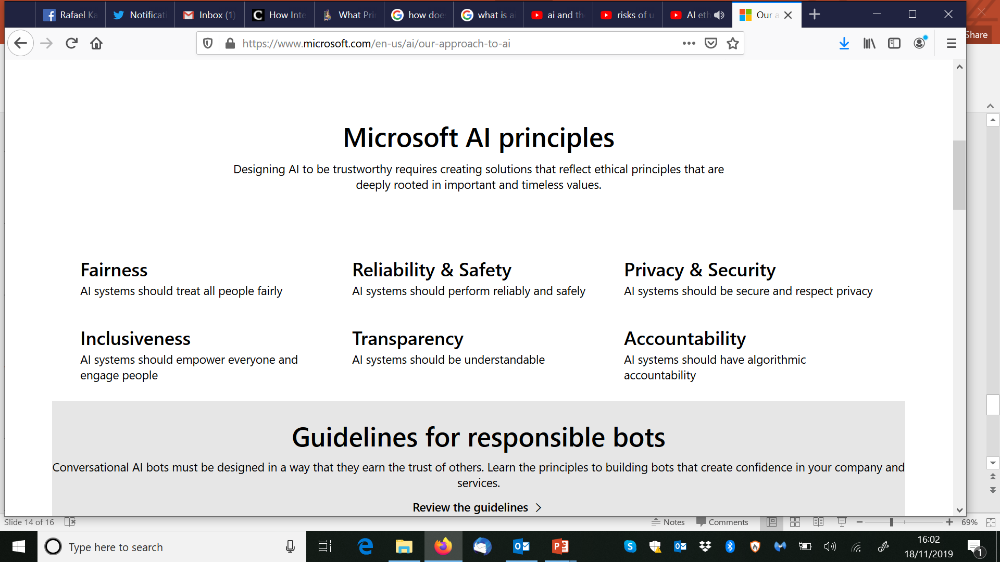 Rafael Ka
Notificati
Inbox (1)
How Inte
What Prin
how does
what is ai
ai and th
risks of u
AI eth
Our a
Share
https://www.microsoft.com/en-us/ai/our-approach-to-ai
Microsoft AI principles
Designing AI to be trustworthy requires creating solutions that reflect ethical principles that are
deeply rooted in important and timeless values.
Fairness
AI systems should treat all people fairly
Reliability & Safety
AI systems should perform reliably and safely
Privacy & Security
AI systems should be secure and respect privacy
Inclusiveness
AI systems should empower everyone and
engage people
Transparency
AI systems should be understandable
Accountability
AI systems should have algorithmic
accountability
Guidelines for responsible bots
Conversational AI bots must be designed in a way that they earn the trust of others. Learn the principles to building bots that create confidence in your company and
services.
Review the guidelines
Slide 14 of 16
Notes
Comments
69%
Type here to search
16:02
18/11/2019
1